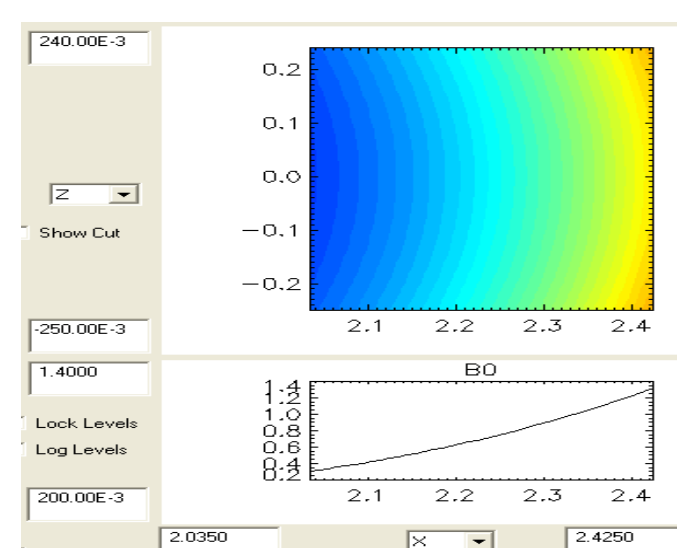 240.00E-3
0.2
0.1
0.0
Z
Show Cut
−0.1
−0.2
-250.00E-3
2.1 2.2 2.3 2.4
1.4000
B0
1.4
1.2
1.0
Lock Levels
0.8
0.6
Log Levels
0.4
0.2
200.00E-3
2.1 2.2 2.3 2.4
2.0350 X 2.4250